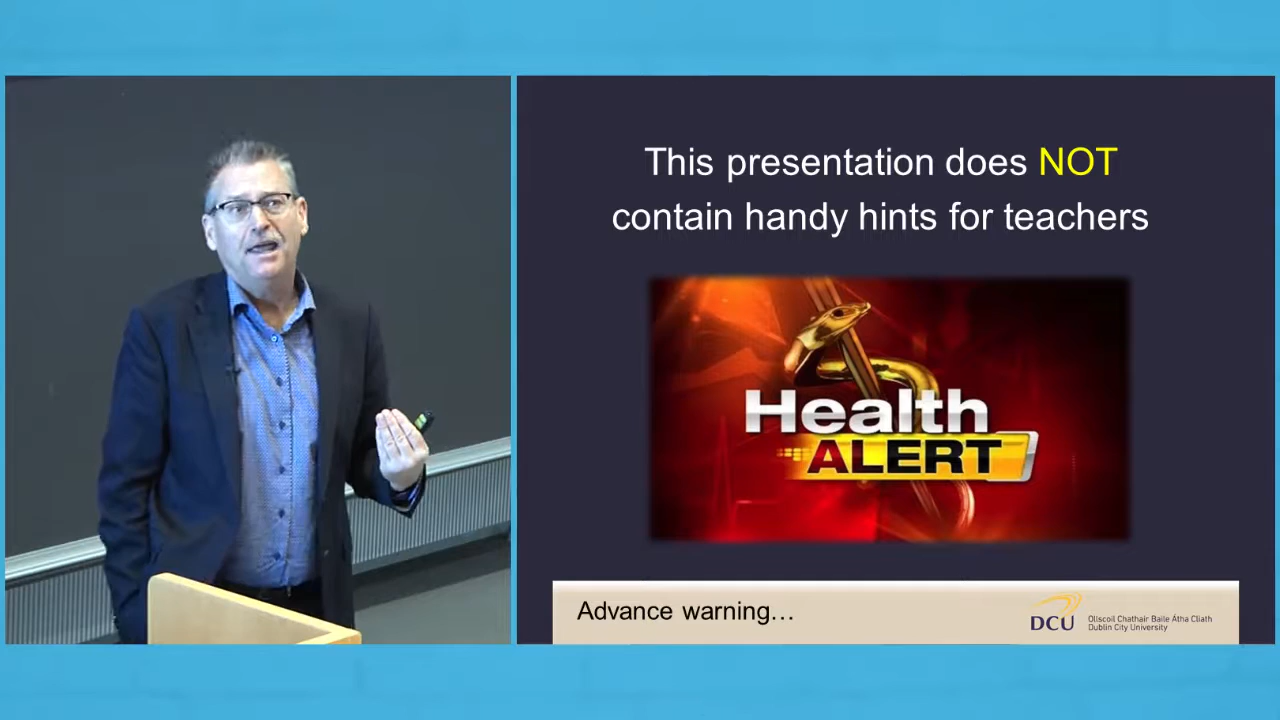 This presentation does NOT
contain handy hints for teachers
Health
ALERT
Advance warning…
DCU
Ollscoil Chathair Baile Átha Cliath
Dublin City University